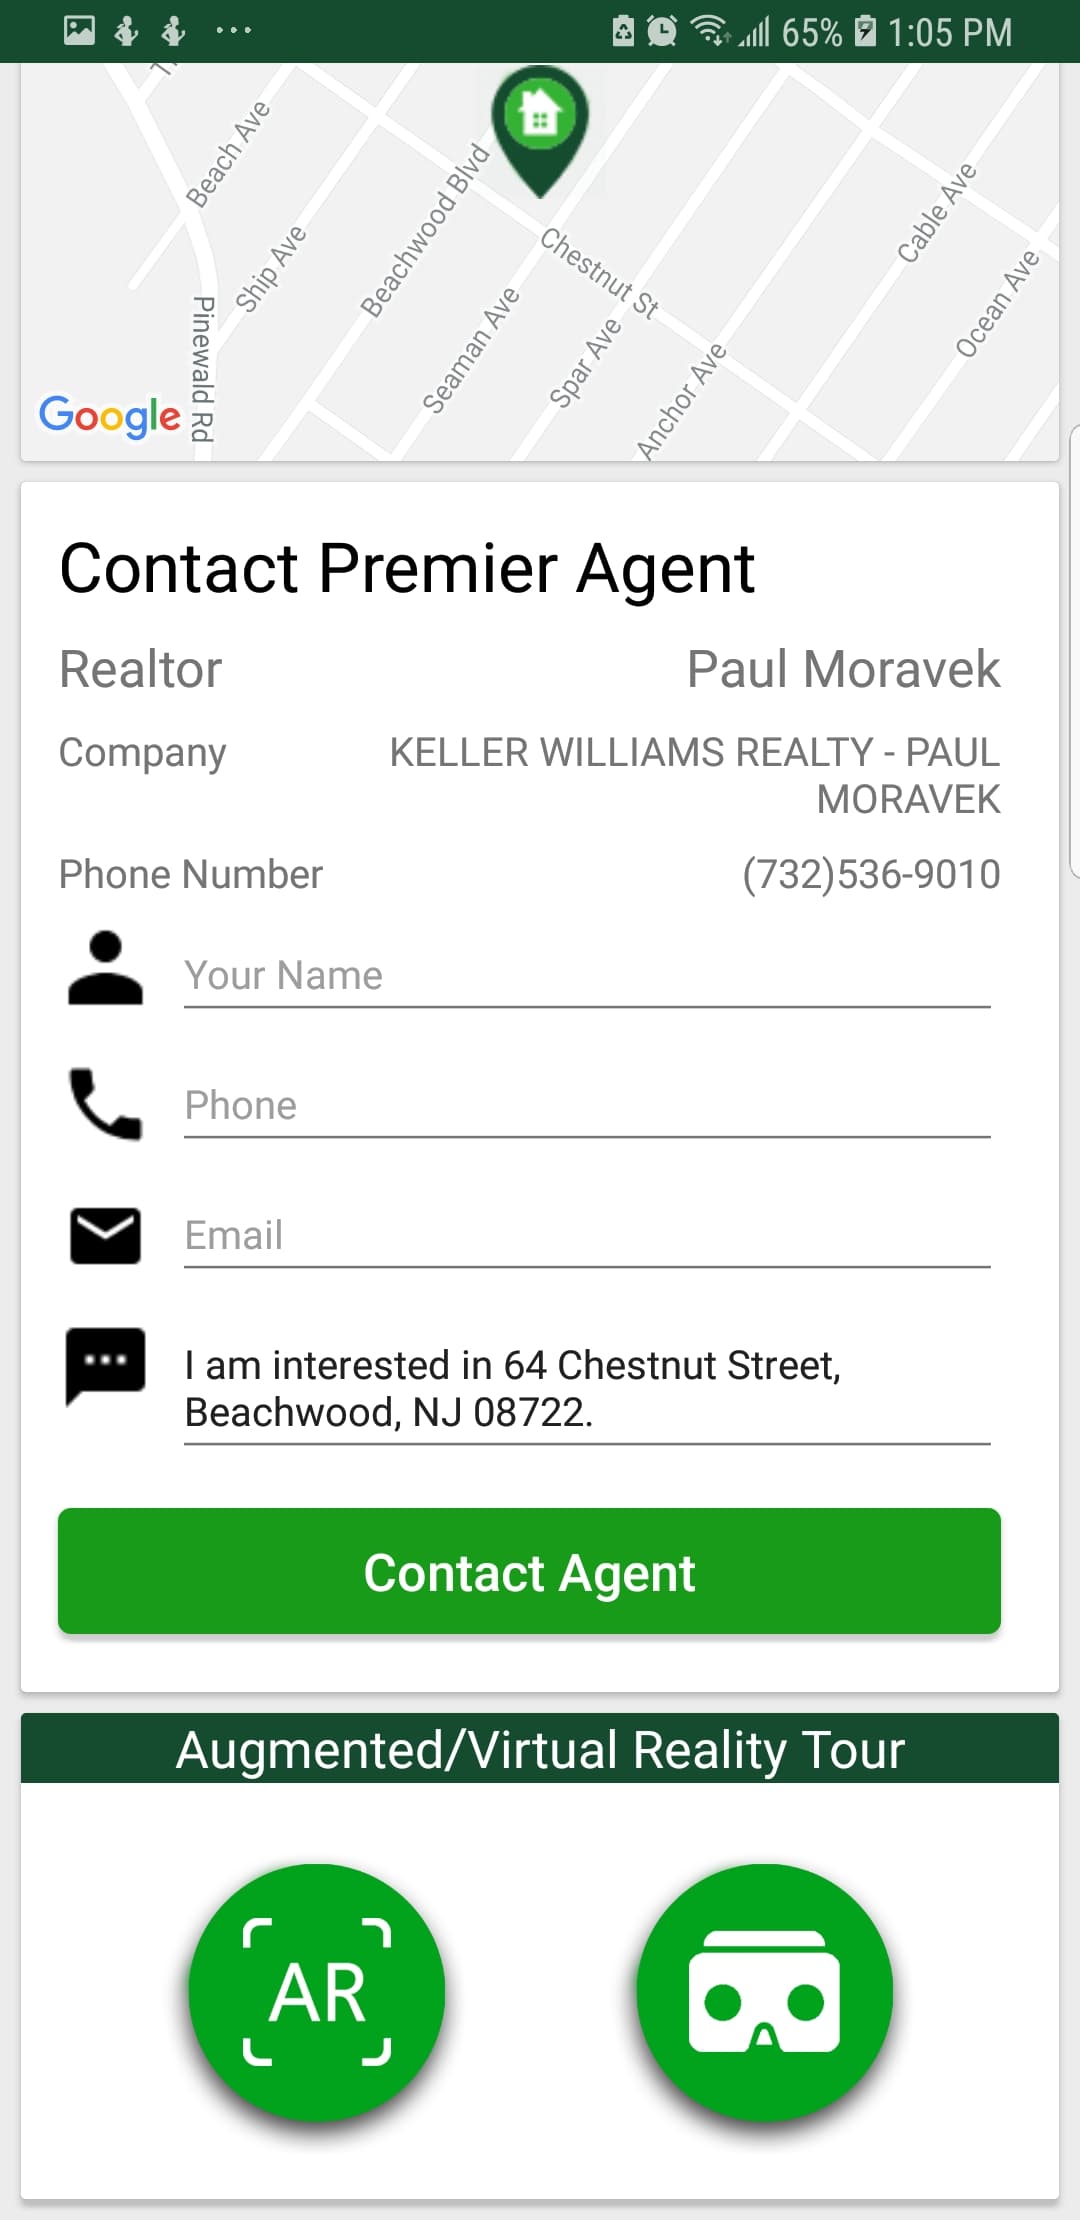 65% 1:05 PM
Beach Ave
Ship Ave
Beachwood Blvd
Chestnut St
Seaman Ave
Spar Ave
Anchor Ave
Cable Ave
Ocean Ave
Pinewald Rd
Google
Contact Premier Agent
Realtor Paul Moravek
Company KELLER WILLIAMS REALTY - PAUL
MORAVEK
Phone Number (732)536-9010
Your Name
Phone
Email
I am interested in 64 Chestnut Street,
Beachwood, NJ 08722.
Contact Agent
Augmented/Virtual Reality Tour
AR